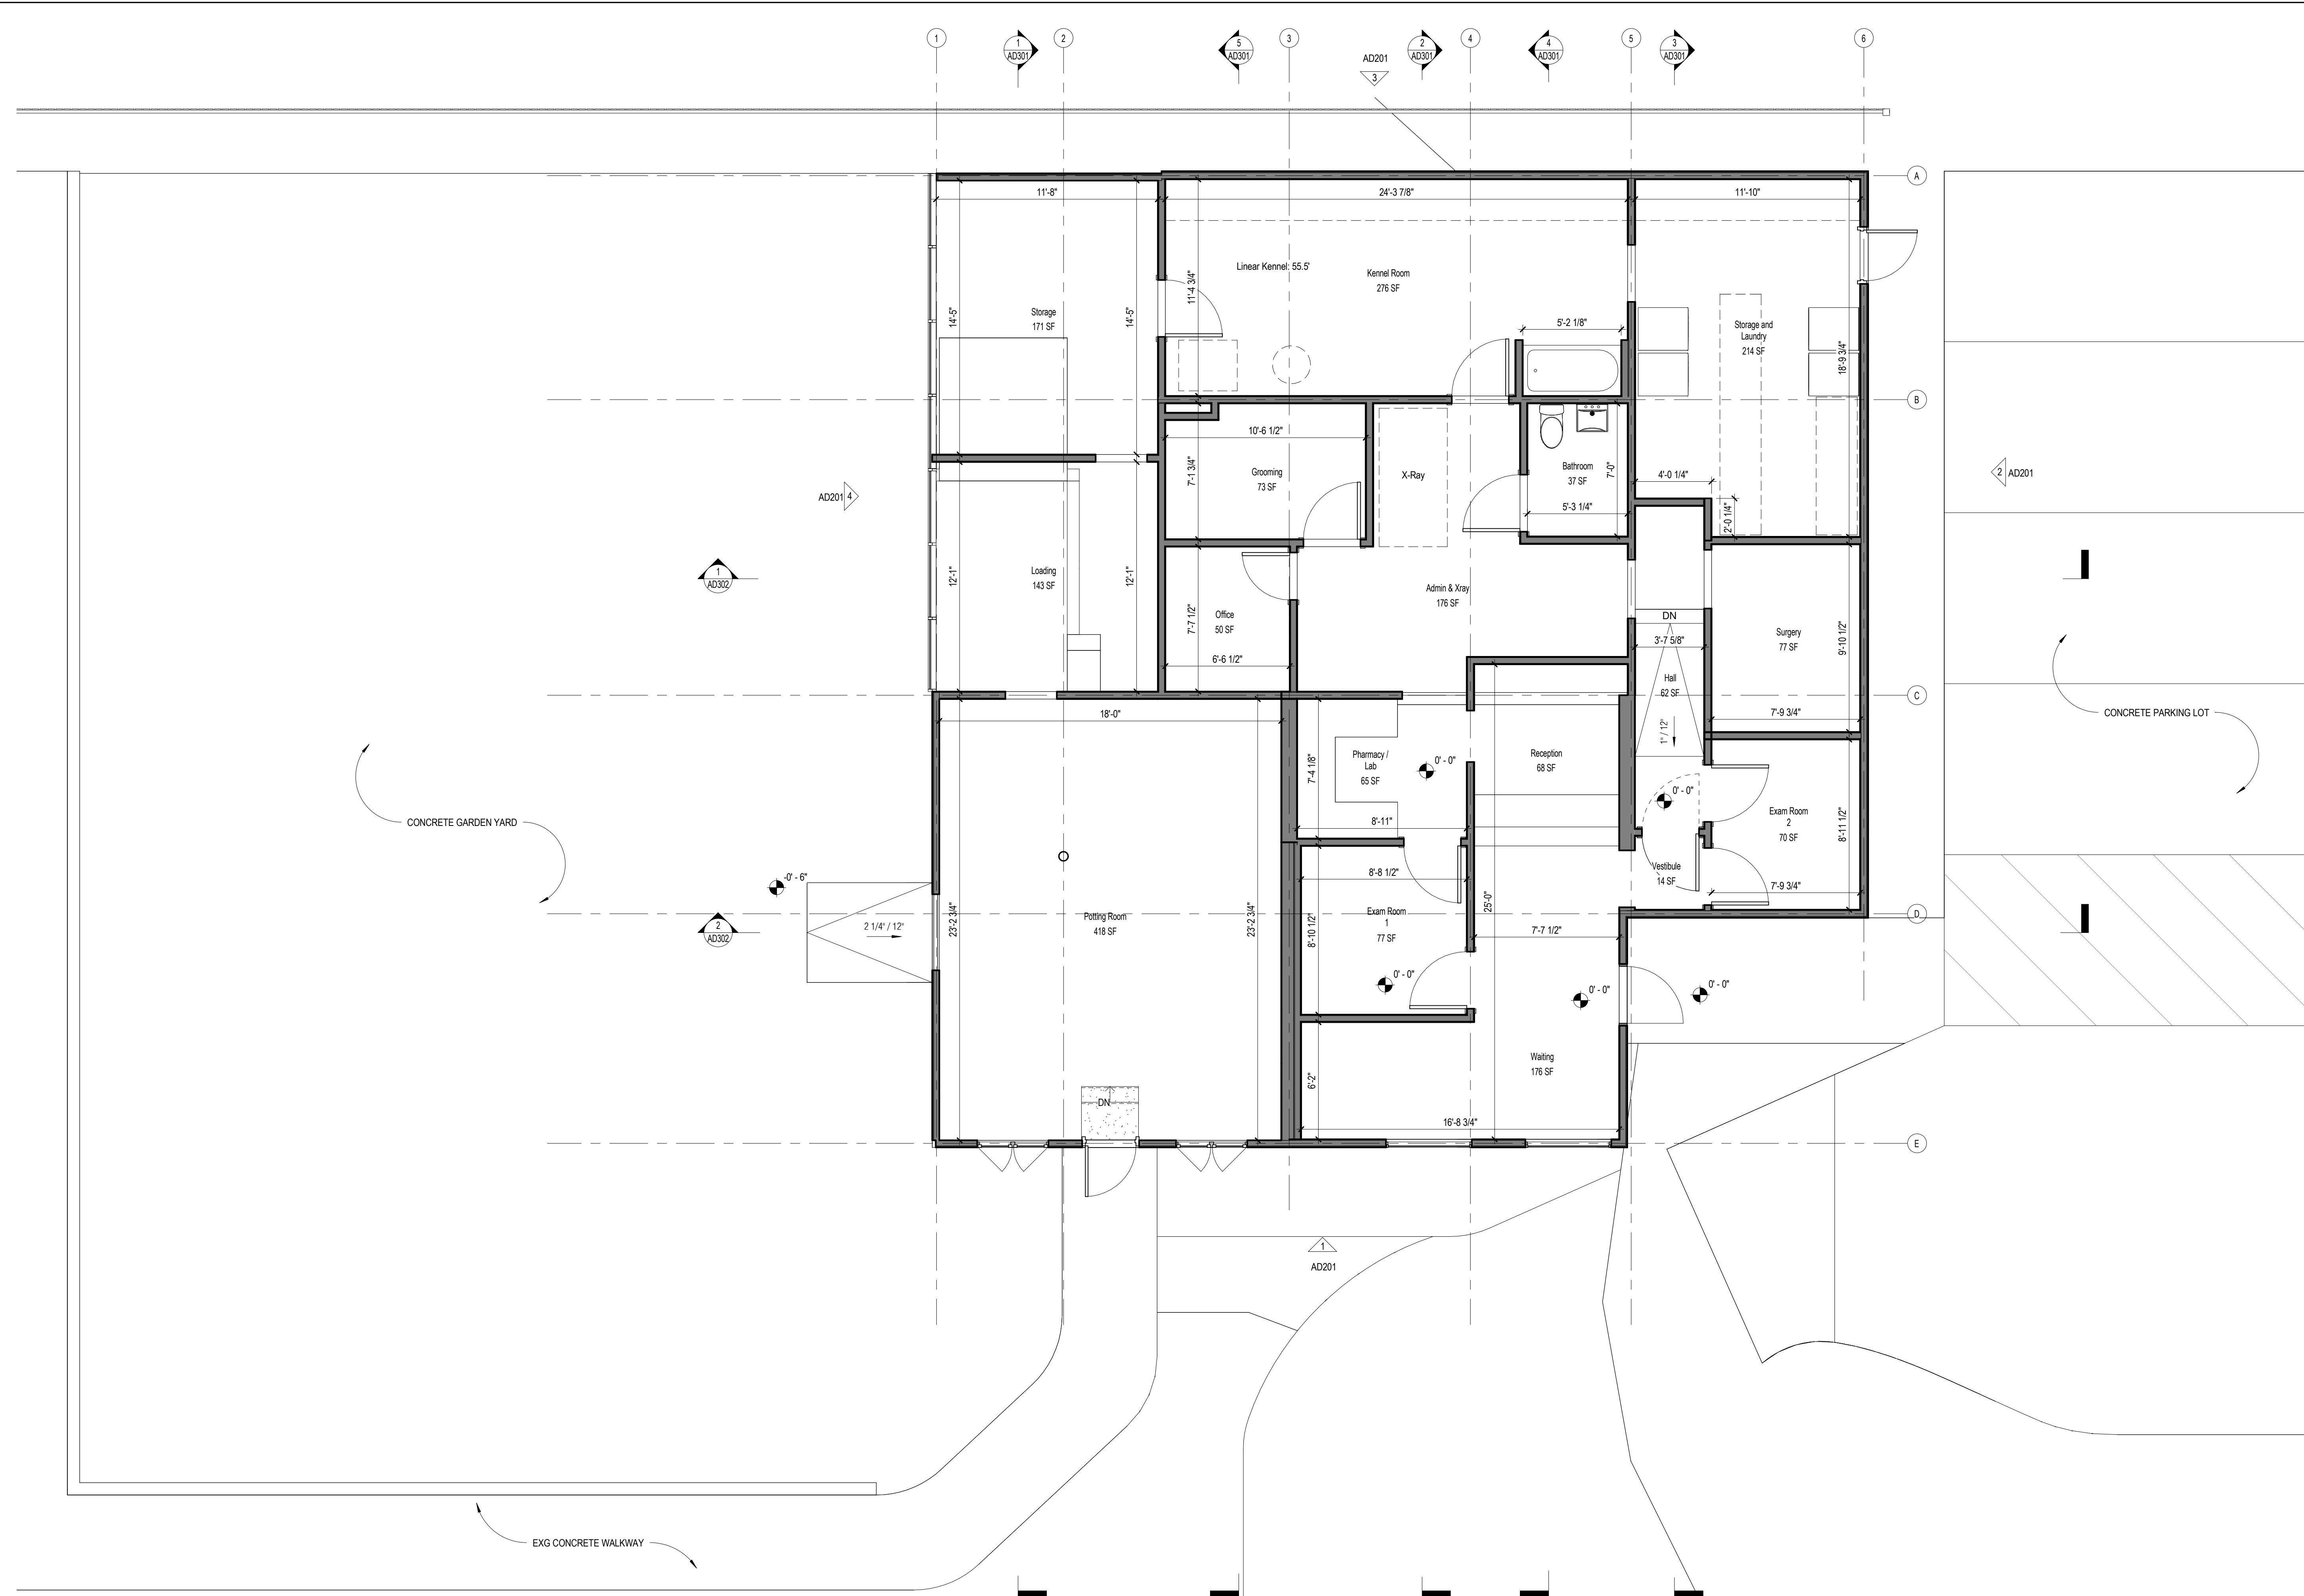 1
2
3
4
5
6
1
AD301
5
AD301
2
AD301
4
AD301
3
AD301
AD201
3
A
11'-8"
24'-3 7/8"
11'-10"
Linear Kennel: 55.5'
Kennel Room
276 SF
11'-4 3/4"
14'-5"
14'-5"
Storage
171 SF
5'-2 1/8"
Storage and
Laundry
214 SF
18'-9 3/4"
B
10'-6 1/2"
Grooming
73 SF
7'-1 3/4"
X-Ray
Bathroom
37 SF
7'-0"
5'-3 1/4"
4'-0 1/4"
2'-0 1/4"
2
AD201
AD201
4
1
AD302
Loading
143 SF
12'-1"
12'-1"
Office
50 SF
7'-7 1/2"
6'-6 1/2"
Admin & Xray
176 SF
DN
3'-7 5/8"
Surgery
77 SF
9'-10 1/2"
Hall
62 SF
1" / 12"
7'-9 3/4"
C
CONCRETE PARKING LOT
18'-0"
Pharmacy /
Lab
65 SF
7'-4 1/8"
0' - 0"
8'-11"
Reception
68 SF
0' - 0"
Exam Room
2
70 SF
8'-11 1/2"
CONCRETE GARDEN YARD
Vestibule
14 SF
7'-9 3/4"
8'-8 1/2"
-0' - 6"
2 1/4" / 12"
2
AD302
23'-2 3/4"
Potting Room
418 SF
23'-2 3/4"
Exam Room
1
77 SF
8'-10 1/2"
25'-0"
7'-7 1/2"
D
0' - 0"
0' - 0"
0' - 0"
Waiting
176 SF
6'-2"
DN
16'-8 3/4"
E
1
AD201
EXG CONCRETE WALKWAY